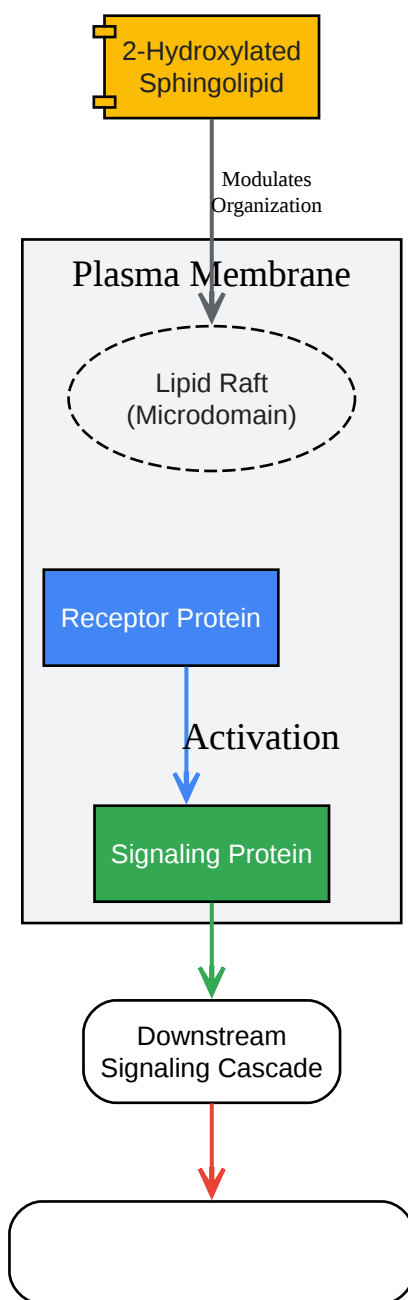 2-Hydroxylated
Sphingolipid
Modulates
Organization
Plasma Membrane
Lipid Raft
(Microdomain)
Receptor Protein
Activation
Signaling Protein
Downstream
Signaling Cascade